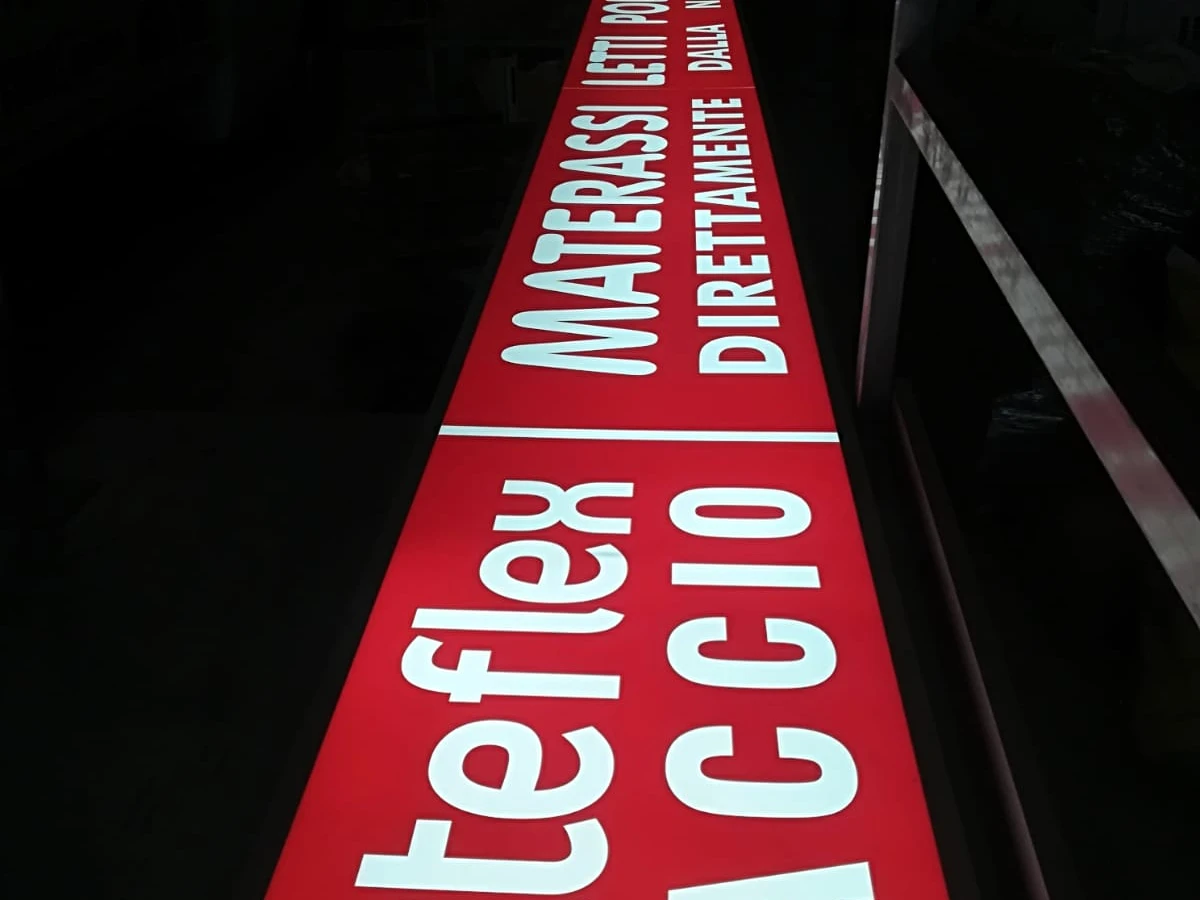 teflex
ACCIO
MATERASSI LETTI
DIRETTAMENTE DALLA